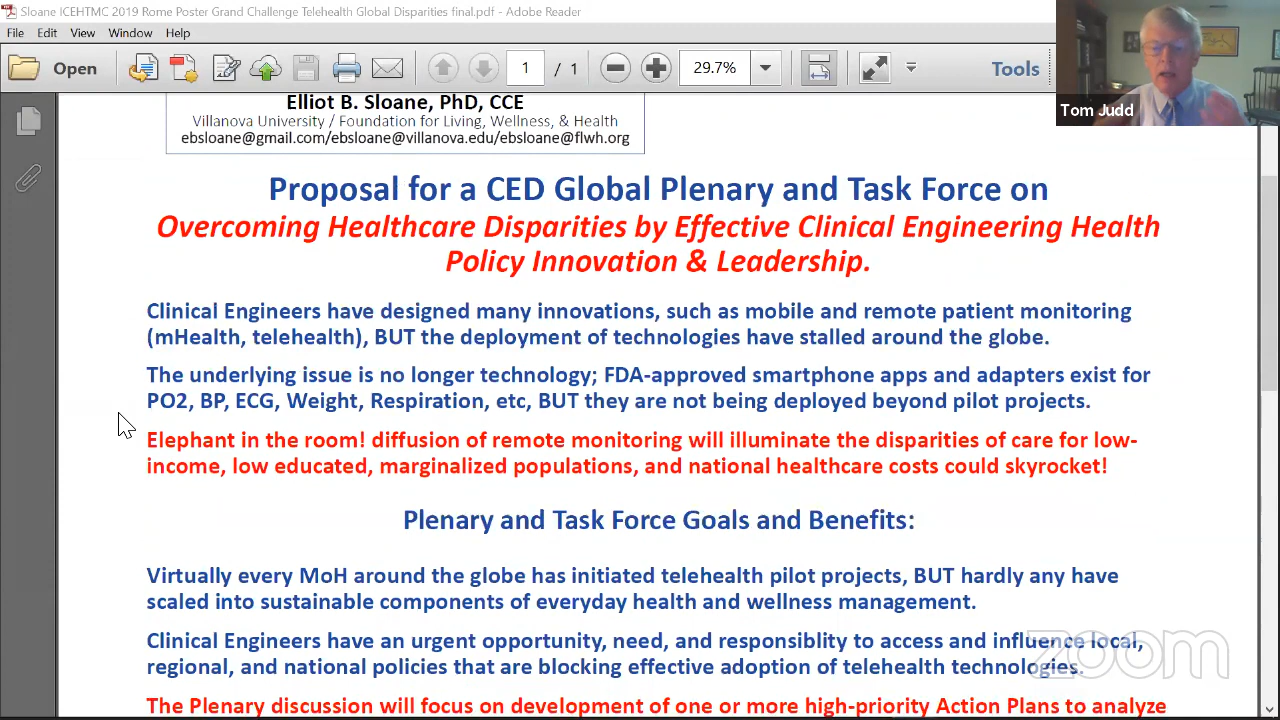 Sloane ICEHTMC 2019 Rome Poster Grand Challenge Telehealth Global Disparities final.pdf - Adobe Reader
File Edit View Window Help
Open 1 / 1 29.7% Tools
Tom Judd
Elliot B. Sloane, PhD, CCE
Villanova University / Foundation for Living, Wellness, & Health
ebsloane@gmail.com/ebsloane@villanova.edu/ebsloane@flwh.org
Proposal for a CED Global Plenary and Task Force on
Overcoming Healthcare Disparities by Effective Clinical Engineering Health
Policy Innovation & Leadership.
Clinical Engineers have designed many innovations, such as mobile and remote patient monitoring
(mHealth, telehealth), BUT the deployment of technologies have stalled around the globe.
The underlying issue is no longer technology; FDA-approved smartphone apps and adapters exist for
PO2, BP, ECG, Weight, Respiration, etc, BUT they are not being deployed beyond pilot projects.
Elephant in the room! diffusion of remote monitoring will illuminate the disparities of care for low-
income, low educated, marginalized populations, and national healthcare costs could skyrocket!
Plenary and Task Force Goals and Benefits:
Virtually every MoH around the globe has initiated telehealth pilot projects, BUT hardly any have
scaled into sustainable components of everyday health and wellness management.
Clinical Engineers have an urgent opportunity, need, and responsiblity to access and influence local,
regional, and national policies that are blocking effective adoption of telehealth technologies.
zoom
The Plenary discussion will focus on development of one or more high-priority Action Plans to analyze